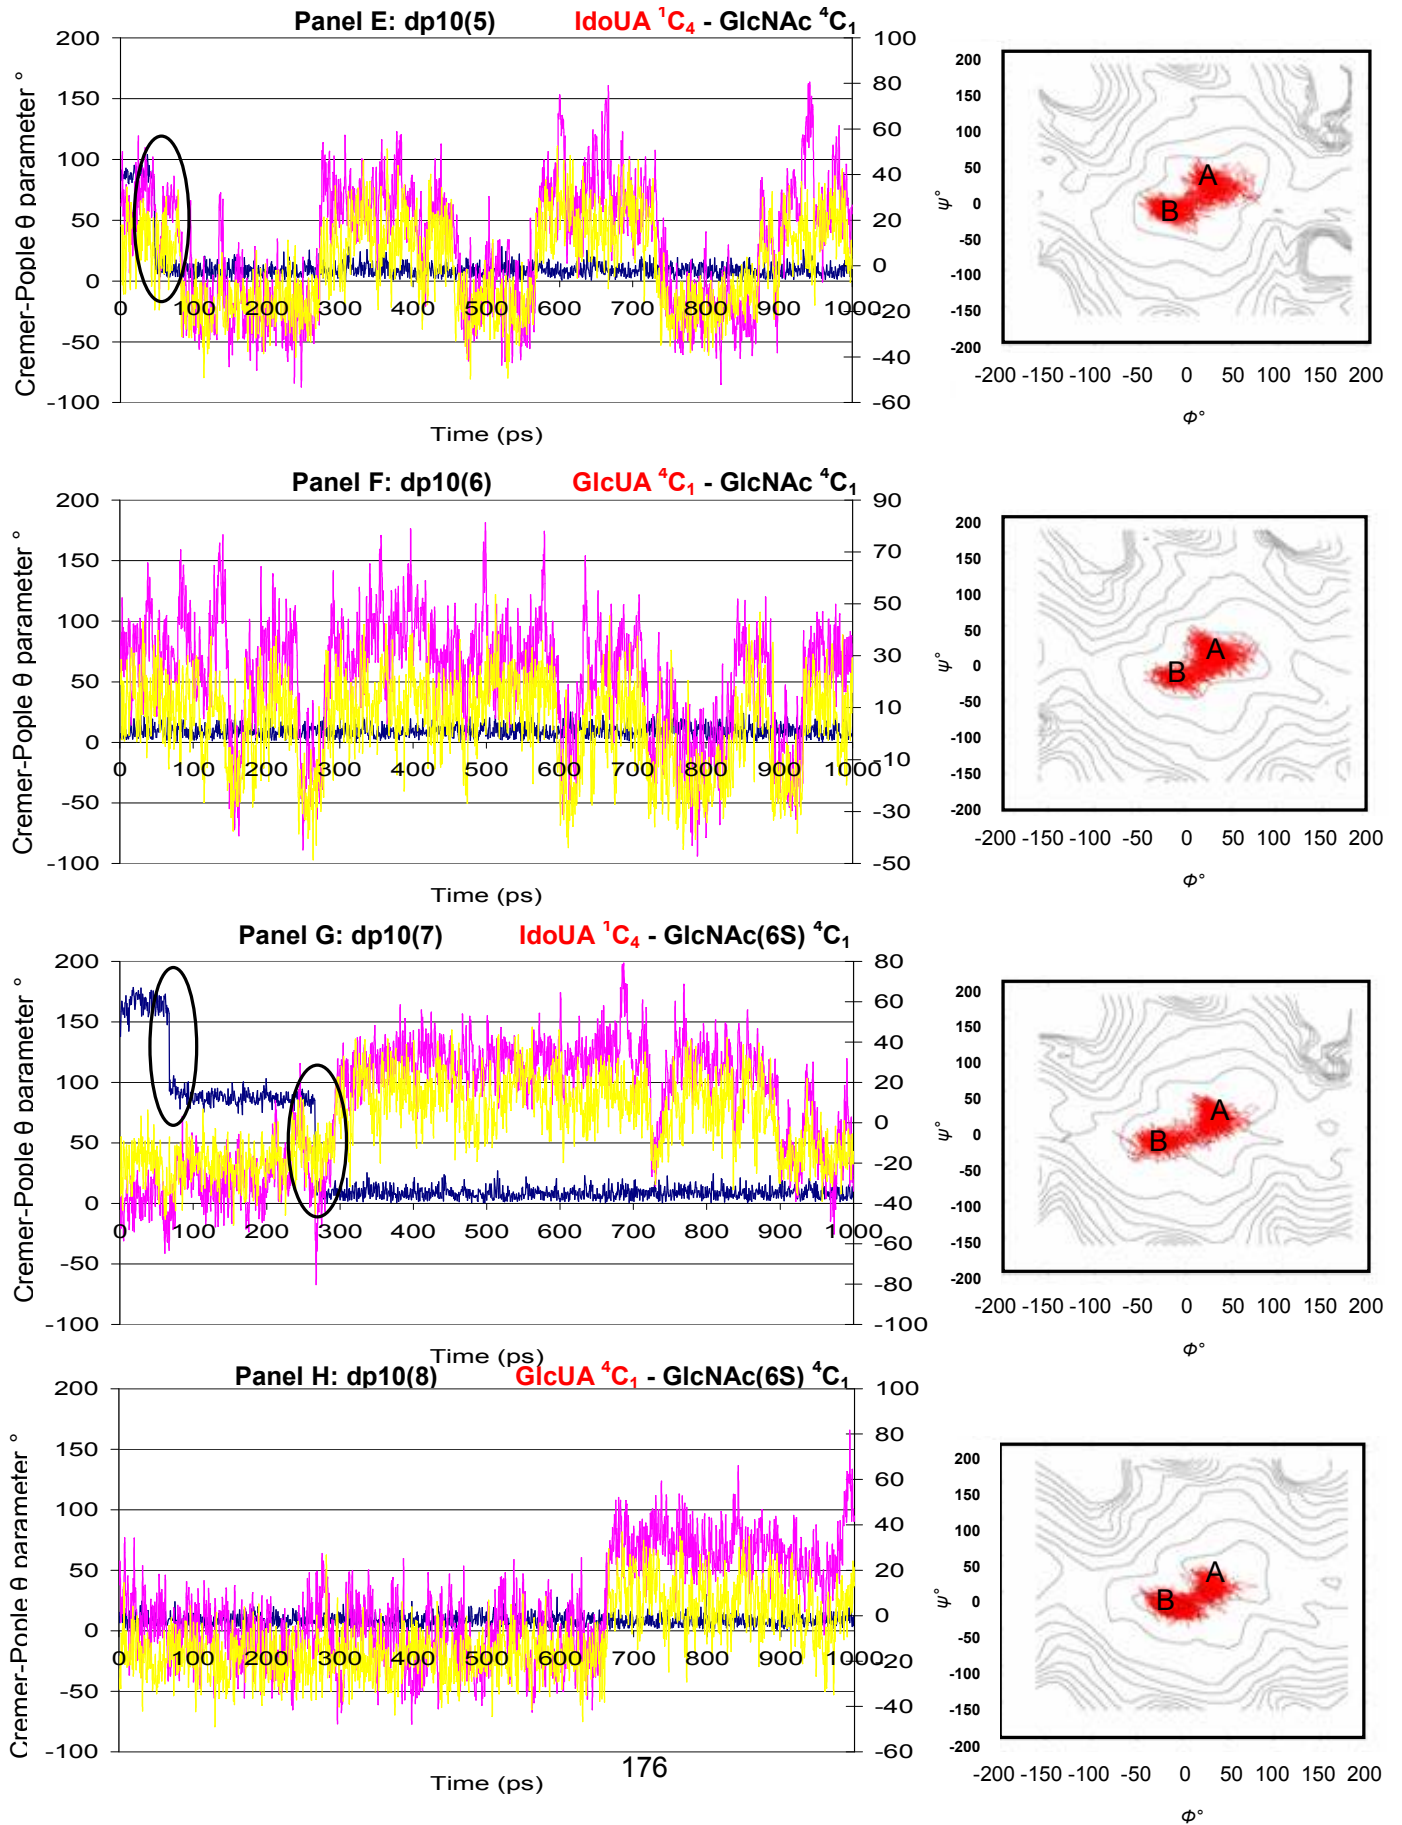 Panel E: dp10(5) IdoUA ¹C₄ - GlcNAc ⁴C₁
Cremer-Pople θ parameter °
200
150
100
50
0
-50
-100
0 100 200 300 400 500 600 700 800 900 1000
100
80
60
40
20
0
-20
-40
-60
Time (ps)
ψ°
200
150
100
50
0
-50
-100
-150
-200
A
B
-200 -150 -100 -50 0 50 100 150 200
Φ°
Panel F: dp10(6) GlcUA ⁴C₁ - GlcNAc ⁴C₁
Cremer-Pople θ parameter °
200
150
100
50
0
-50
-100
0 100 200 300 400 500 600 700 800 900 1000
90
70
50
30
10
-10
-30
-50
Time (ps)
ψ°
200
150
100
50
0
-50
-100
-150
-200
A
B
-200 -150 -100 -50 0 50 100 150 200
Φ°
Panel G: dp10(7) IdoUA ¹C₄ - GlcNAc(6S) ⁴C₁
Cremer-Pople θ parameter °
200
150
100
50
0
-50
-100
0 100 200 300 400 500 600 700 800 900 1000
80
60
40
20
0
-20
-40
-60
-80
-100
Time (ps)
ψ°
200
150
100
50
0
-50
-100
-150
-200
A
B
-200 -150 -100 -50 0 50 100 150 200
Φ°
Panel H: dp10(8) GlcUA ⁴C₁ - GlcNAc(6S) ⁴C₁
Cremer-Pople θ parameter °
200
150
100
50
0
-50
-100
0 100 200 300 400 500 600 700 800 900 1000
100
80
60
40
20
0
-20
-40
-60
Time (ps)
ψ°
200
150
100
50
0
-50
-100
-150
-200
A
B
-200 -150 -100 -50 0 50 100 150 200
Φ°
176